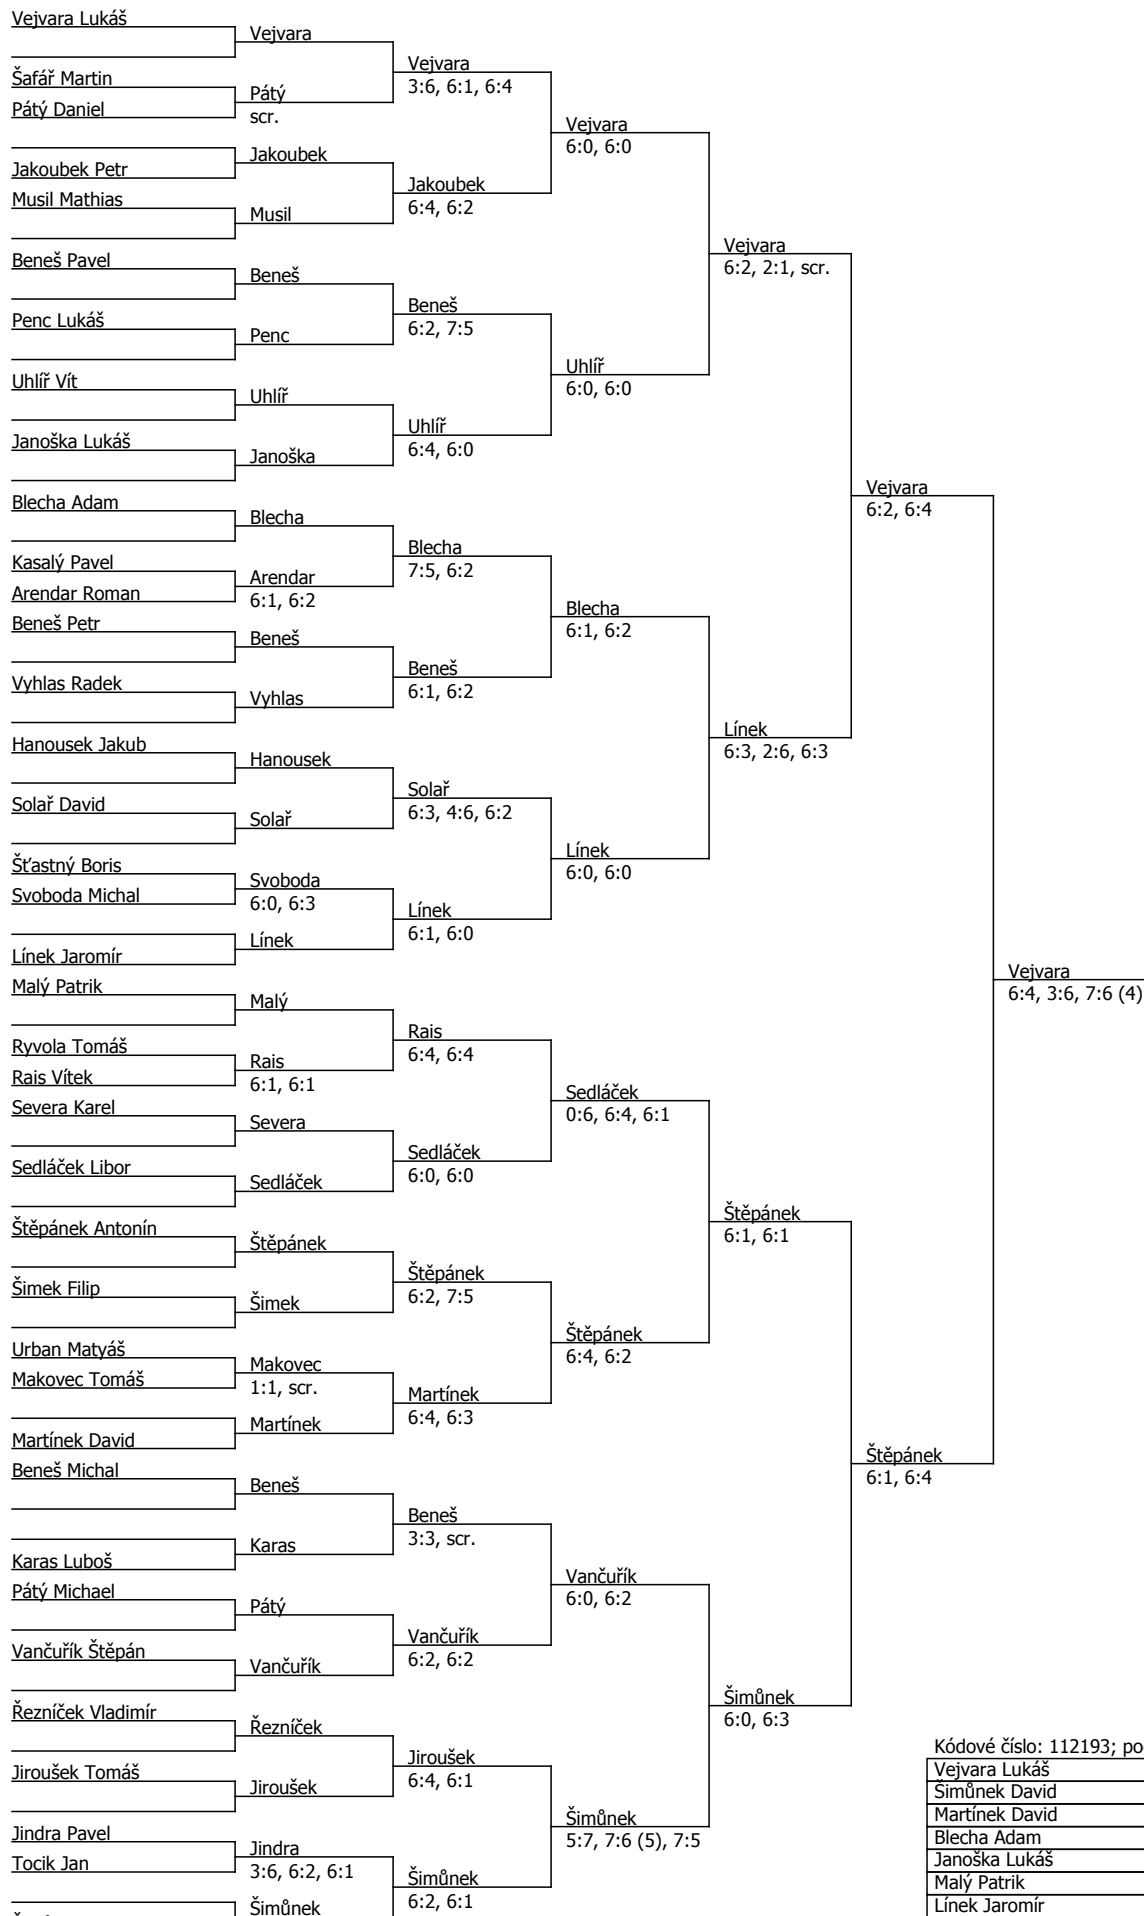 Vejvara Lukáš
Vejvara
Vejvara
3:6, 6:1, 6:4
Šafář Martin
Pátý Daniel
Pátý
scr.
Vejvara
6:0, 6:0
Jakoubek Petr
Jakoubek
Jakoubek
6:4, 6:2
Musil Mathias
Musil
Vejvara
6:2, 2:1, scr.
Beneš Pavel
Beneš
Beneš
6:2, 7:5
Penc Lukáš
Penc
Uhlíř
6:0, 6:0
Uhlíř Vít
Uhlíř
Uhlíř
6:4, 6:0
Janoška Lukáš
Janoška
Vejvara
6:2, 6:4
Blecha Adam
Blecha
Blecha
7:5, 6:2
Kasalý Pavel
Arendar Roman
Arendar
6:1, 6:2
Blecha
6:1, 6:2
Beneš Petr
Beneš
Beneš
6:1, 6:2
Vyhlas Radek
Vyhlas
Línek
6:3, 2:6, 6:3
Hanousek Jakub
Hanousek
Solař
6:3, 4:6, 6:2
Solař David
Solař
Línek
6:0, 6:0
Šťastný Boris
Svoboda Michal
Svoboda
6:0, 6:3
Línek
6:1, 6:0
Línek
Línek Jaromír
Vejvara
6:4, 3:6, 7:6 (4)
Malý Patrik
Malý
Rais
6:4, 6:4
Ryvola Tomáš
Rais Vítek
Rais
6:1, 6:1
Sedláček
0:6, 6:4, 6:1
Severa Karel
Severa
Sedláček
6:0, 6:0
Sedláček Libor
Sedláček
Štěpánek
6:1, 6:1
Štěpánek Antonín
Štěpánek
Štěpánek
6:2, 7:5
Šimek Filip
Šimek
Štěpánek
6:4, 6:2
Urban Matyáš
Makovec Tomáš
Makovec
1:1, scr.
Martínek
6:4, 6:3
Martínek
Martínek David
Štěpánek
6:1, 6:4
Beneš Michal
Beneš
Beneš
3:3, scr.
Karas
Karas Luboš
Vančuřík
6:0, 6:2
Pátý Michael
Pátý
Vančuřík
6:2, 6:2
Vančuřík Štěpán
Vančuřík
Šimůnek
6:0, 6:3
Řezníček Vladimír
Řezníček
Jiroušek
6:4, 6:1
Jiroušek Tomáš
Jiroušek
Šimůnek
5:7, 7:6 (5), 7:5
Jindra Pavel
Tocik Jan
Jindra
3:6, 6:2, 6:1
Šimůnek
6:2, 6:1
Šimůnek
Kódové číslo: 112193; po
Vejvara Lukáš
Šimůnek David
Martínek David
Blecha Adam
Janoška Lukáš
Malý Patrik
Línek Jaromír